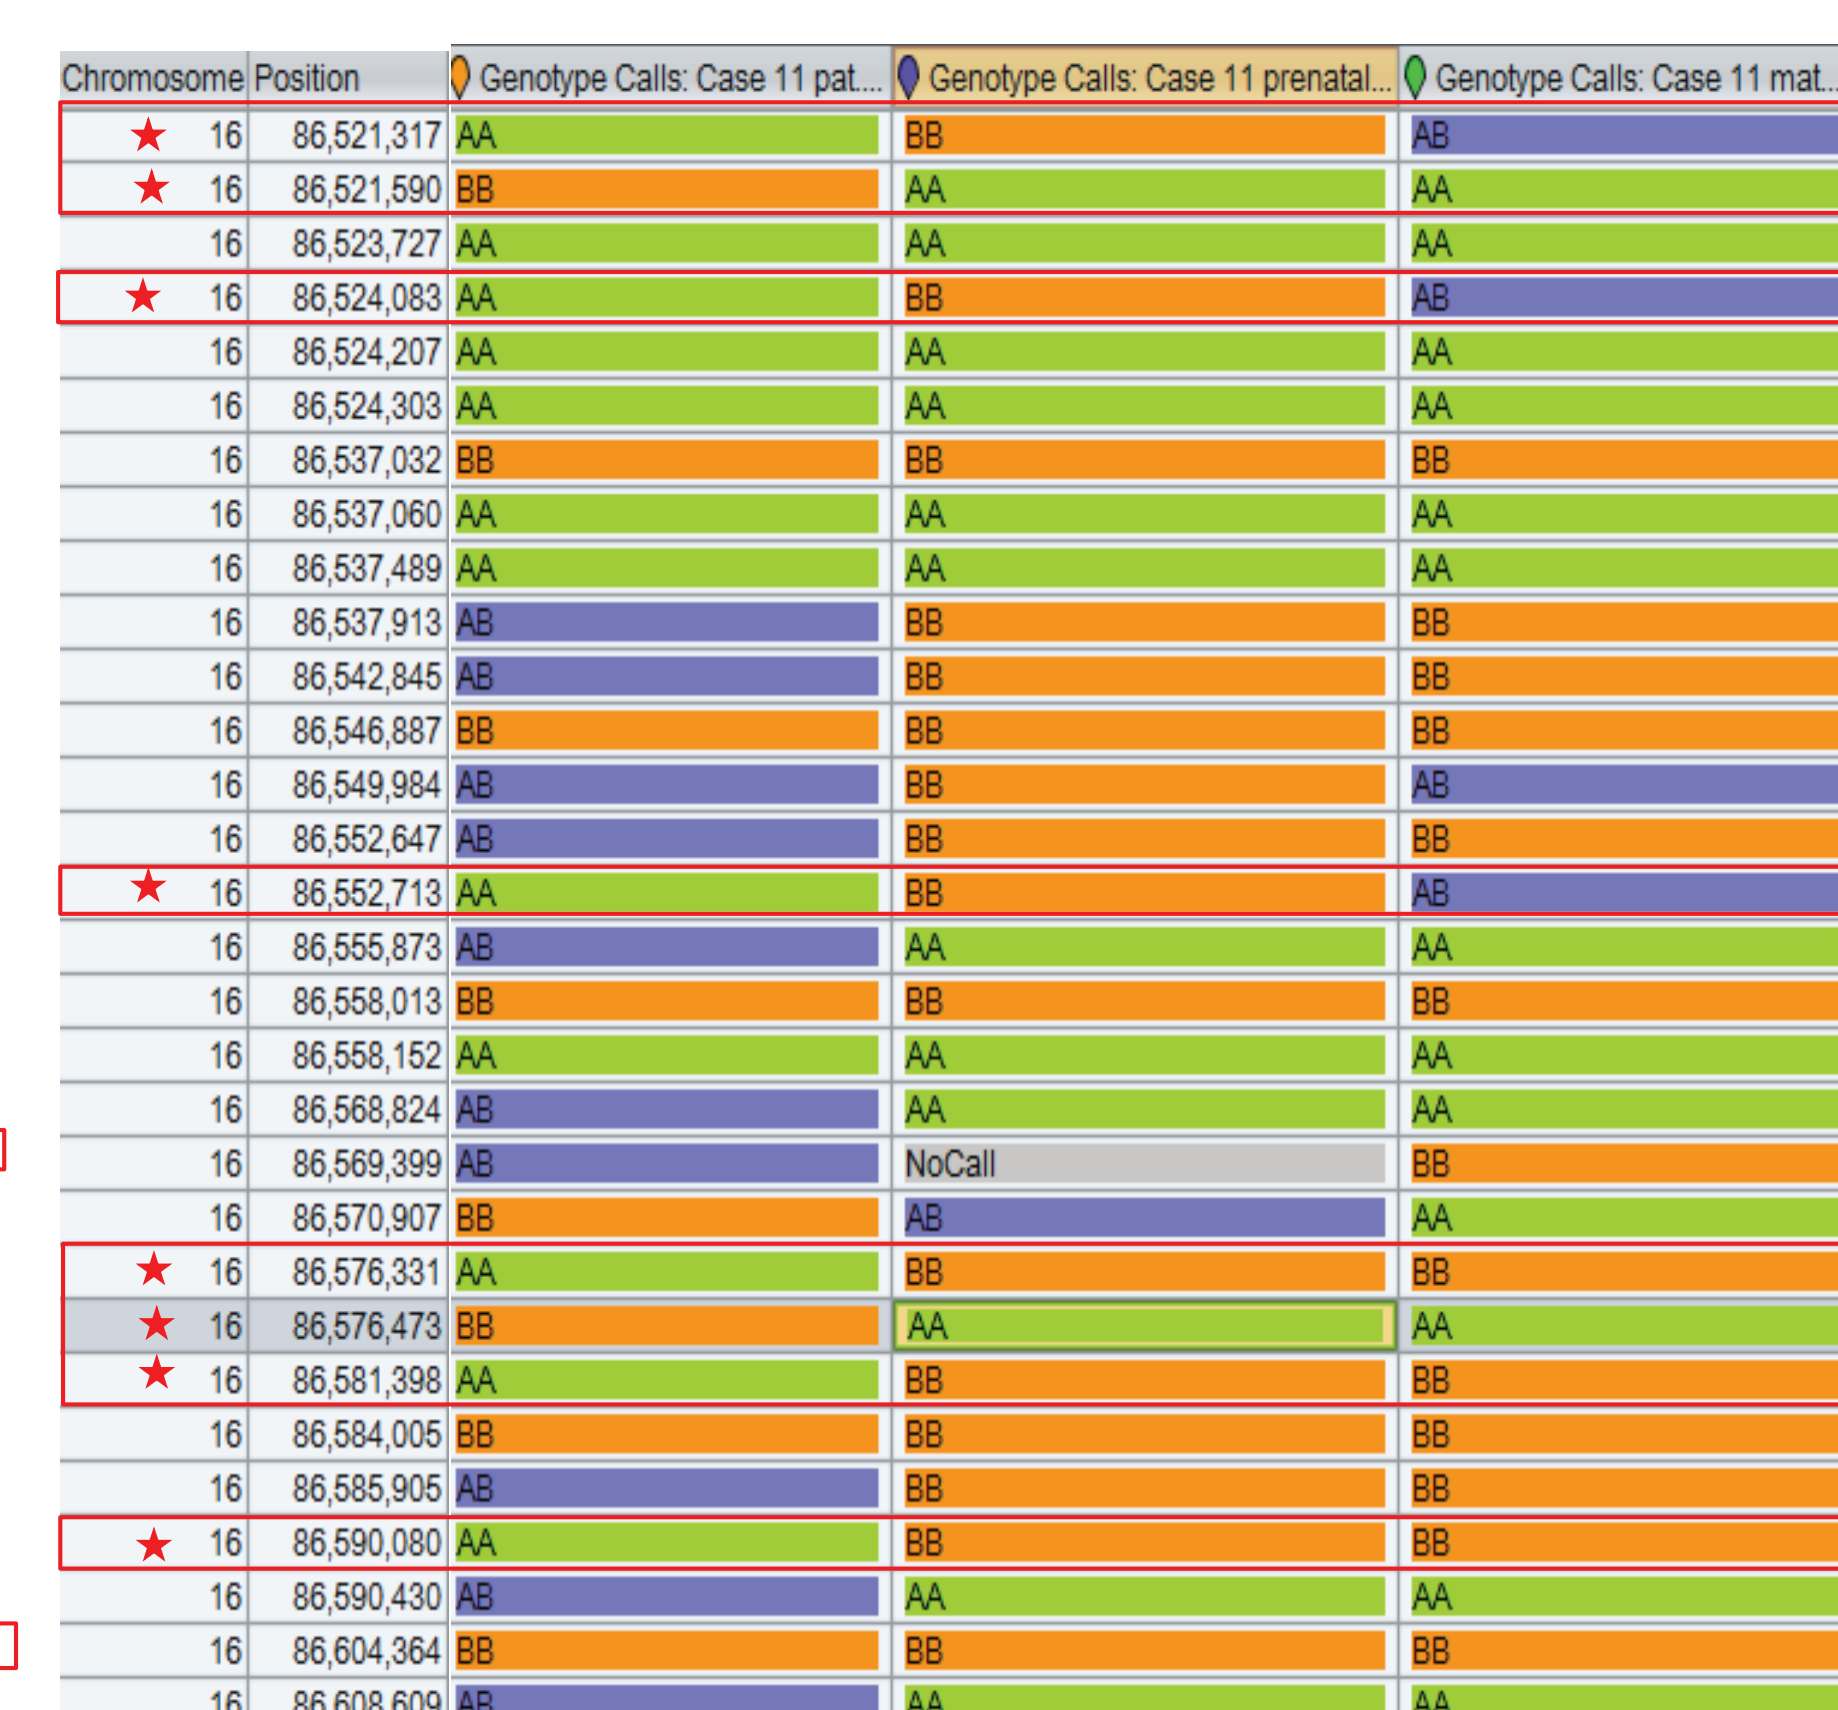 Chromosome Position Genotype Calls: Case 11 pat.... Genotype Calls: Case 11 prenatal... Genotype Calls: Case 11 mat...
16 86,521,317 AA BB AB
16 86,521,590 BB AA AA
16 86,523,727 AA AA AA
16 86,524,083 AA BB AB
16 86,524,207 AA AA AA
16 86,524,303 AA AA AA
16 86,537,032 BB BB BB
16 86,537,060 AA AA AA
16 86,537,489 AA AA AA
16 86,537,913 AB BB BB
16 86,542,845 AB BB BB
16 86,546,887 BB BB BB
16 86,549,984 AB BB AB
16 86,552,647 AB BB BB
16 86,552,713 AA BB AB
16 86,555,873 AB AA AA
16 86,558,013 BB BB BB
16 86,558,152 AA AA AA
16 86,568,824 AB AA AA
16 86,569,399 AB NoCall BB
16 86,570,907 BB AB AA
16 86,576,331 AA BB BB
16 86,576,473 BB AA AA
16 86,581,398 AA BB BB
16 86,584,005 BB BB BB
16 86,585,905 AB BB BB
16 86,590,080 AA BB BB
16 86,590,430 AB AA AA
16 86,604,364 BB BB BB
16 86,608,609 AB AA AA